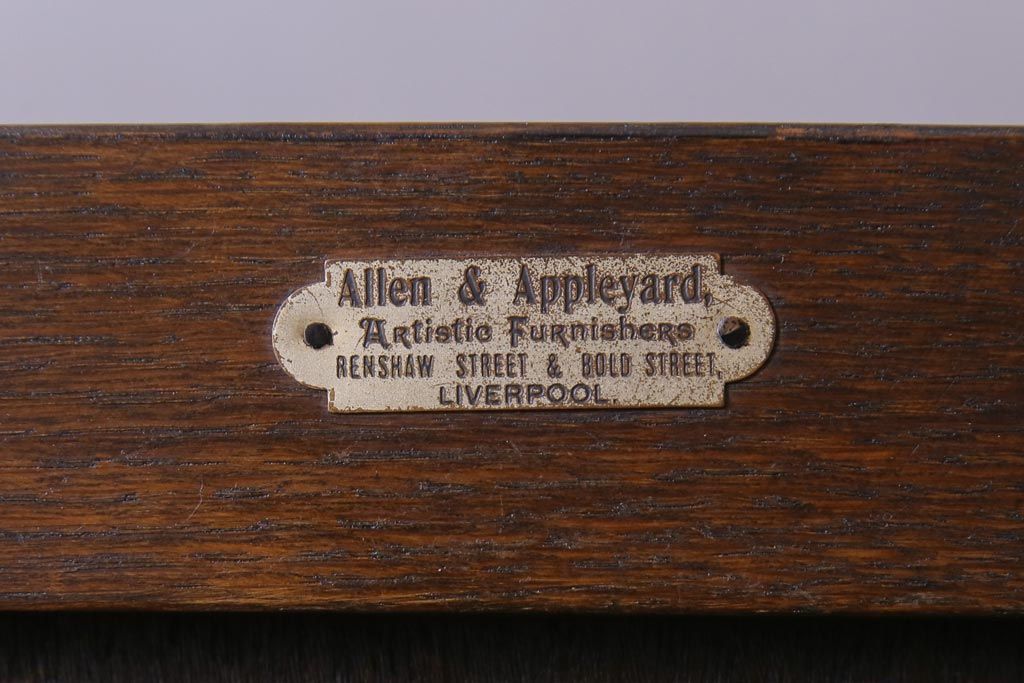 Allen & Appleyard,
Artistic Furnishers
RENSHAW STREET & BOLD STREET,
LIVERPOOL.